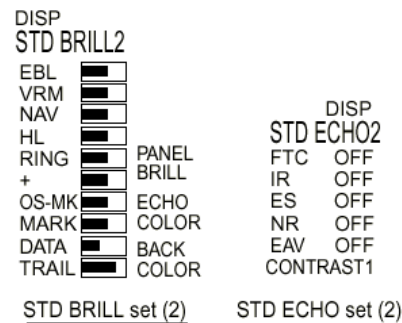 DISP
STD BRILL2
EBL
VRM
NAV
HL
RING
+
OS-MK
MARK
DATA
TRAIL
PANEL
BRILL
ECHO
COLOR
BACK
COLOR
STD BRILL set (2)
DISP
STD ECHO2
FTC OFF
IR OFF
ES OFF
NR OFF
EAV OFF
CONTRAST1
STD ECHO set (2)